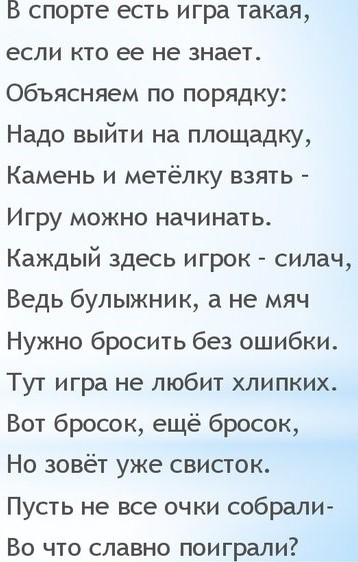 В спорте есть игра такая,
если кто ее не знает.
Объясняем по порядку:
Надо выйти на площадку,
Камень и метёлку взять –
Игру можно начинать.
Каждый здесь игрок – силач,
Ведь булыжник, а не мяч
Нужно бросить без ошибки.
Тут игра не любит хлипких.
Вот бросок, ещё бросок,
Но зовёт уже свисток.
Пусть не все очки собрали-
Во что славно поиграли?